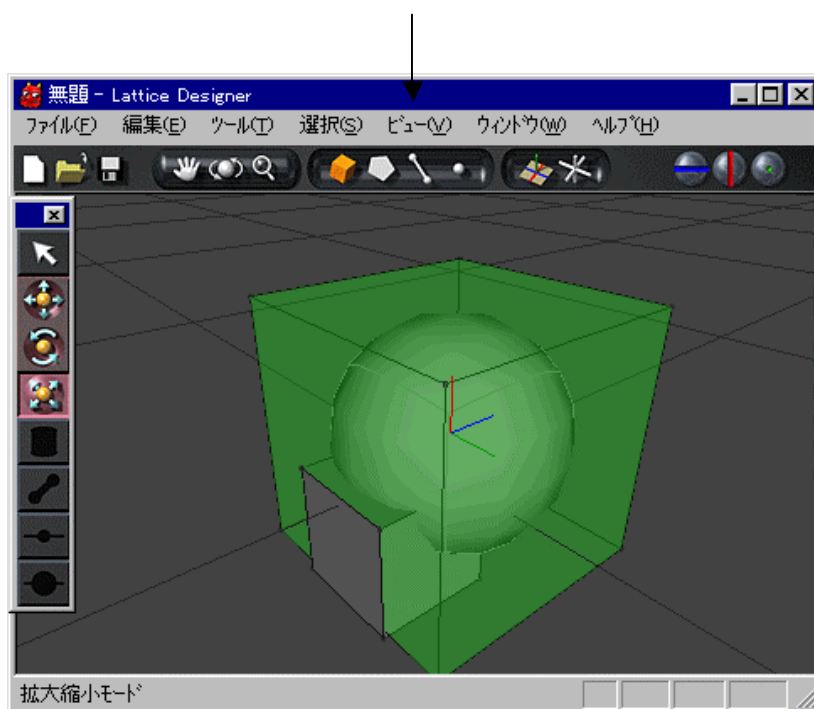 無題 - Lattice Designer
ファイル(F) 編集(E) ツール(T) 選択(S) ビュー(V) ウィンドウ(W) ヘルプ(H)
拡大縮小モード